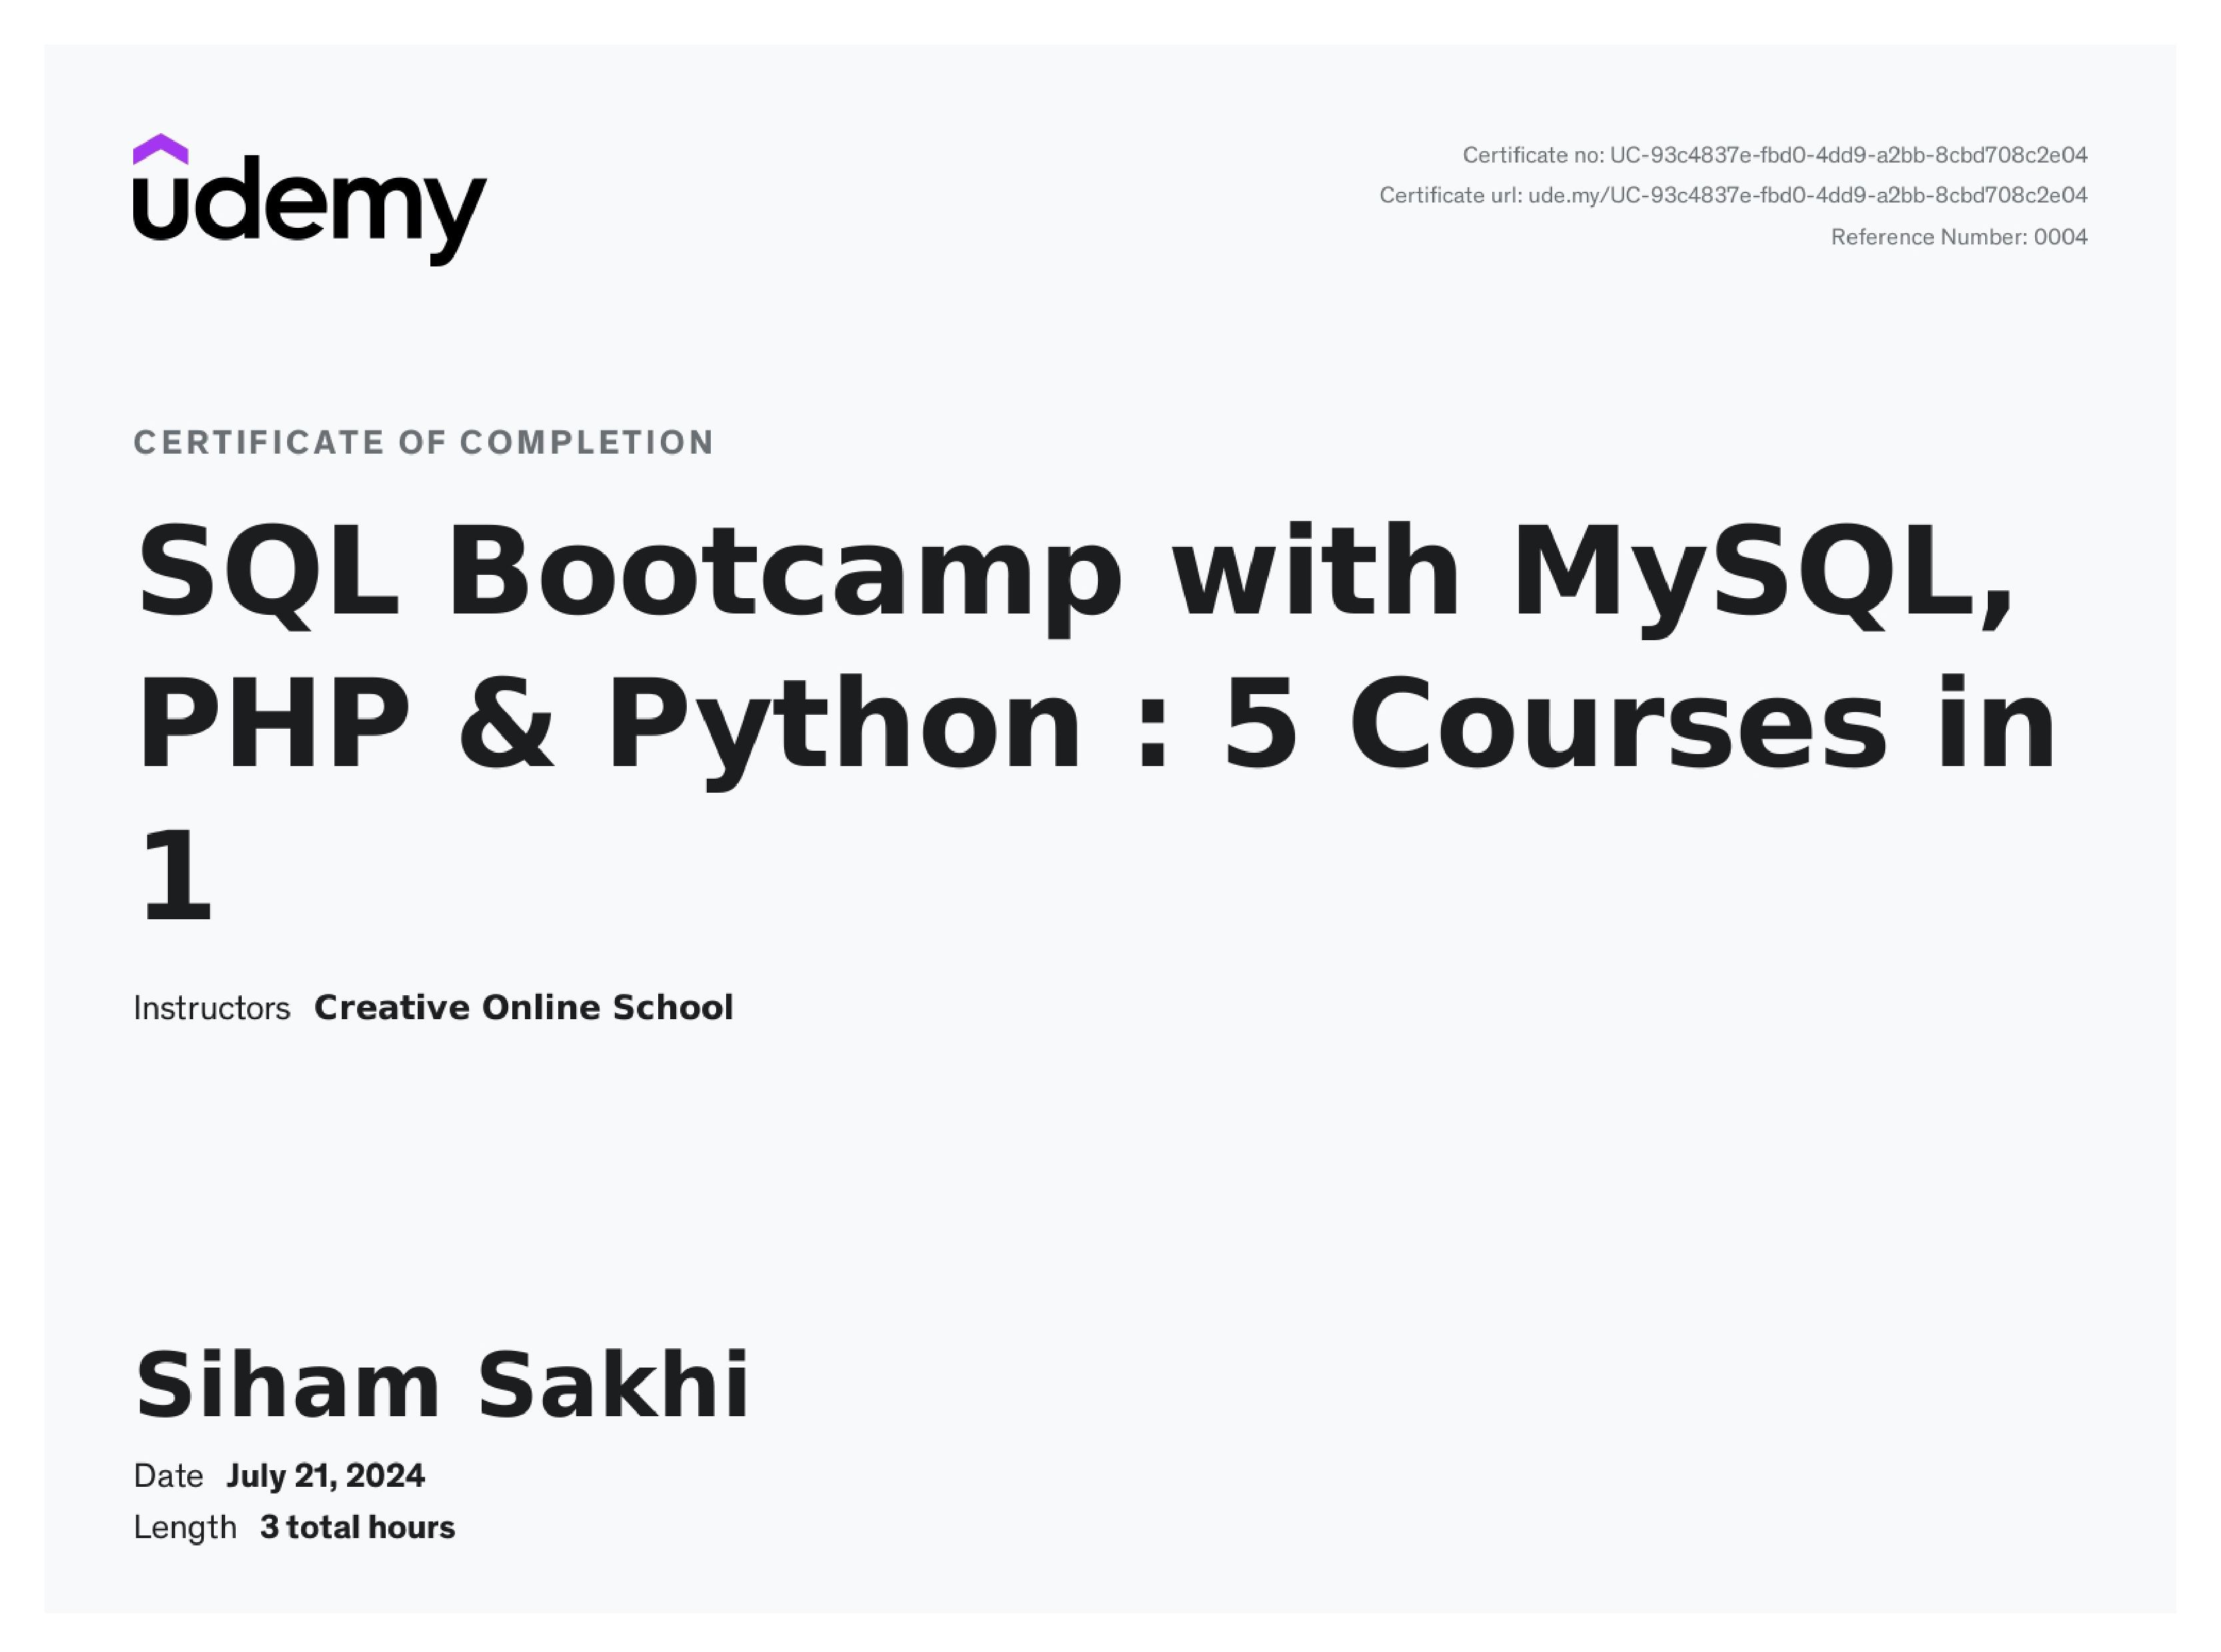 udemy
Certificate no: UC-93c4837e-fbd0-4dd9-a2bb-8cbd708c2e04
Certificate url: ude.my/UC-93c4837e-fbd0-4dd9-a2bb-8cbd708c2e04
Reference Number: 0004
CERTIFICATE OF COMPLETION
SQL Bootcamp with MySQL,
PHP & Python : 5 Courses in
1
Instructors Creative Online School
Siham Sakhi
Date July 21, 2024
Length 3 total hours